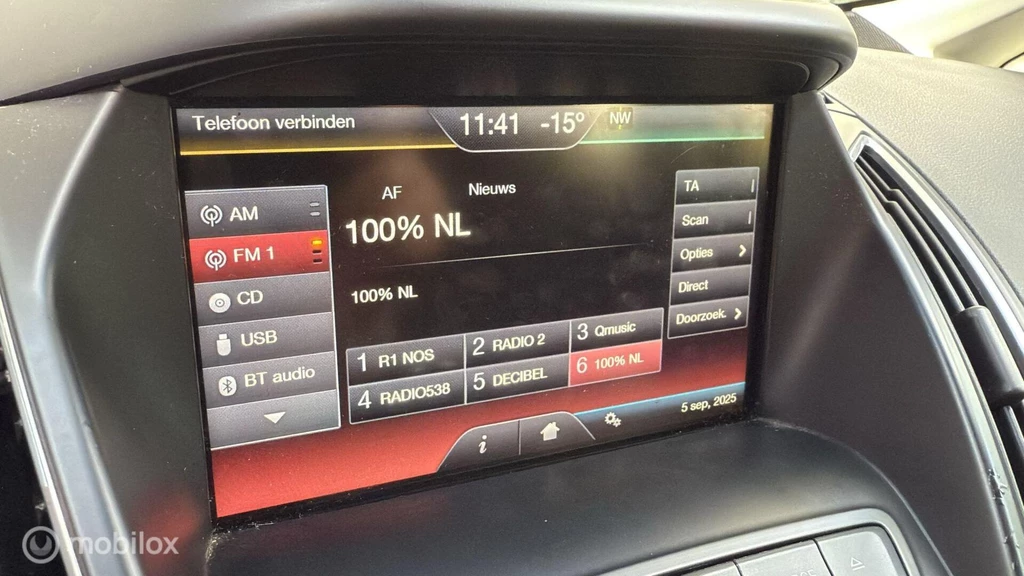 Telefoon verbinden
11:41 -15° NW
AF Nieuws
100% NL
100% NL
AM
FM 1
CD
USB
BT audio
TA
Scan
Opties
Direct
Doorzoek.
1 R1 NOS
2 RADIO 2
3 Qmusic
4 RADIO538
5 DECIBEL
6 100% NL
i
5 sep, 2025
mobilox